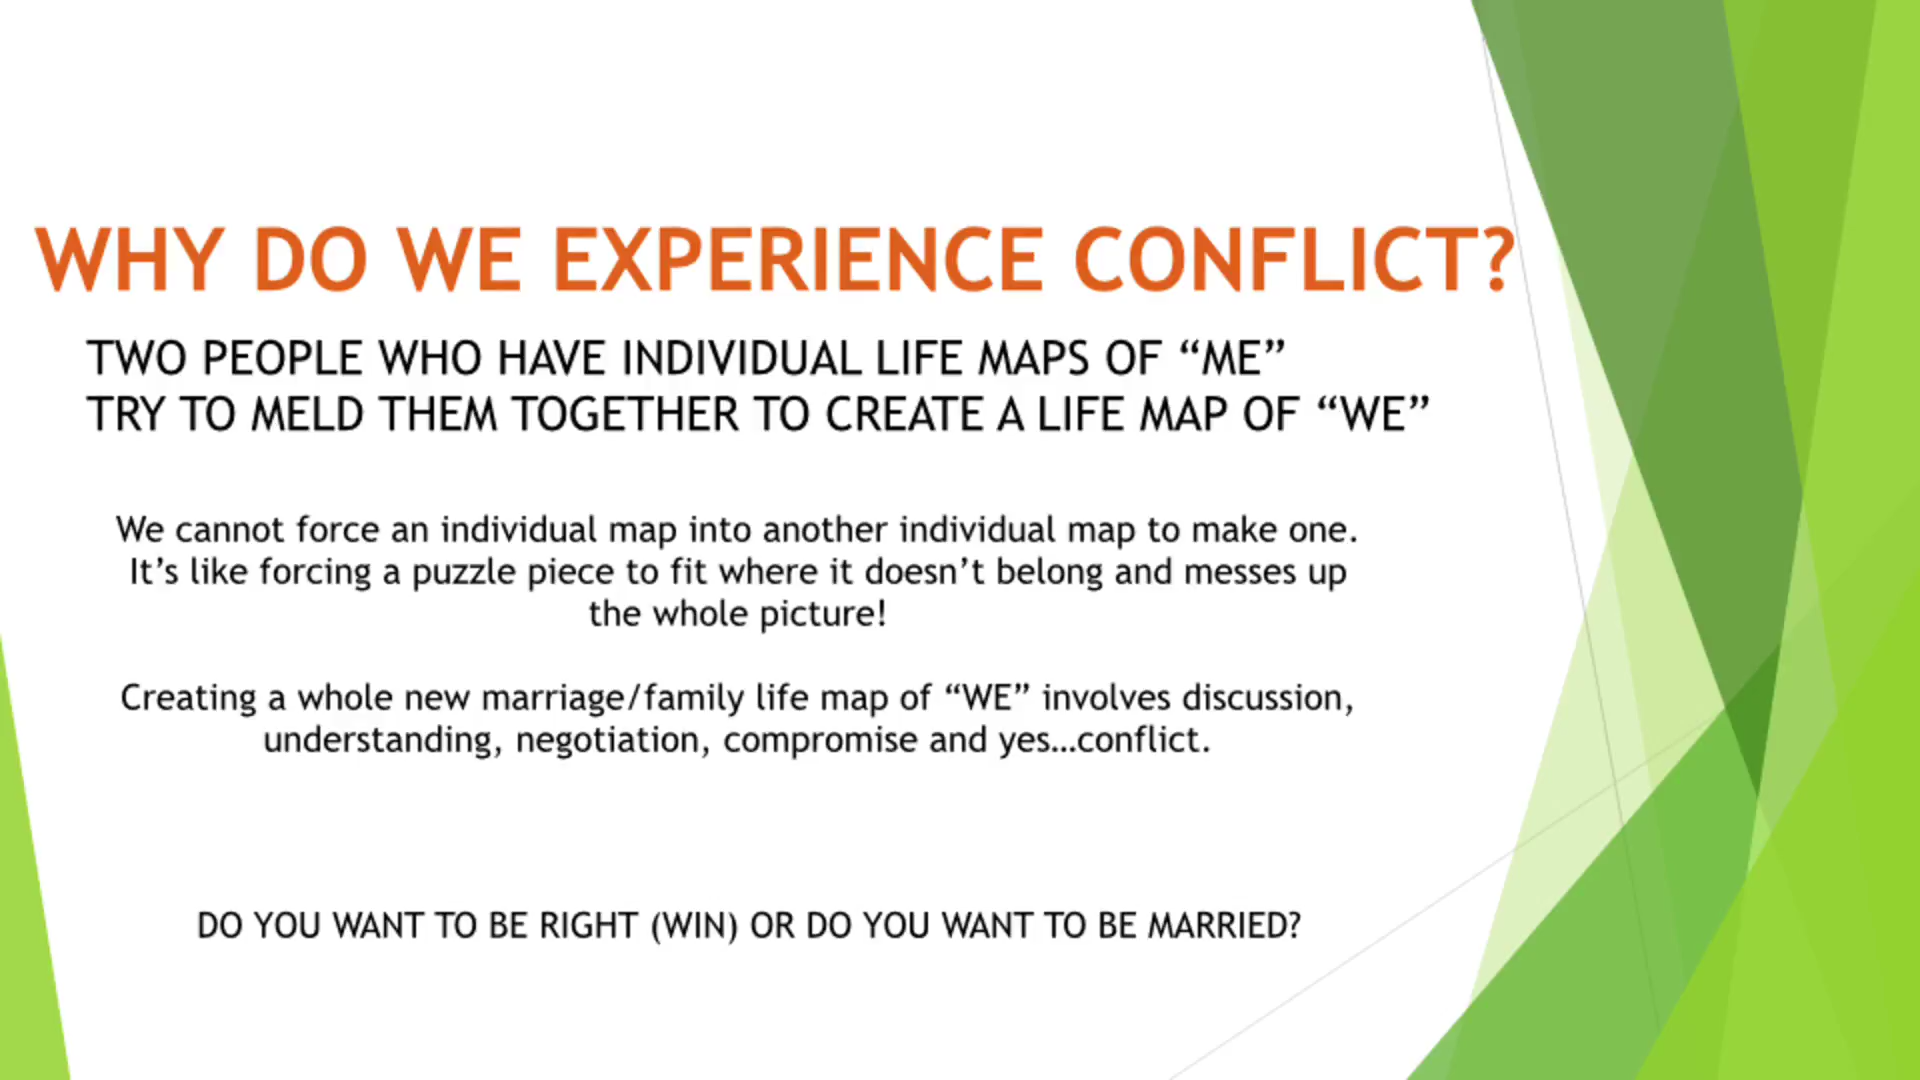 WHY DO WE EXPERIENCE CONFLICT?
TWO PEOPLE WHO HAVE INDIVIDUAL LIFE MAPS OF “ME”
TRY TO MELD THEM TOGETHER TO CREATE A LIFE MAP OF “WE”
We cannot force an individual map into another individual map to make one.
It’s like forcing a puzzle piece to fit where it doesn’t belong and messes up
the whole picture!
Creating a whole new marriage/family life map of “WE” involves discussion,
understanding, negotiation, compromise and yes…conflict.
DO YOU WANT TO BE RIGHT (WIN) OR DO YOU WANT TO BE MARRIED?